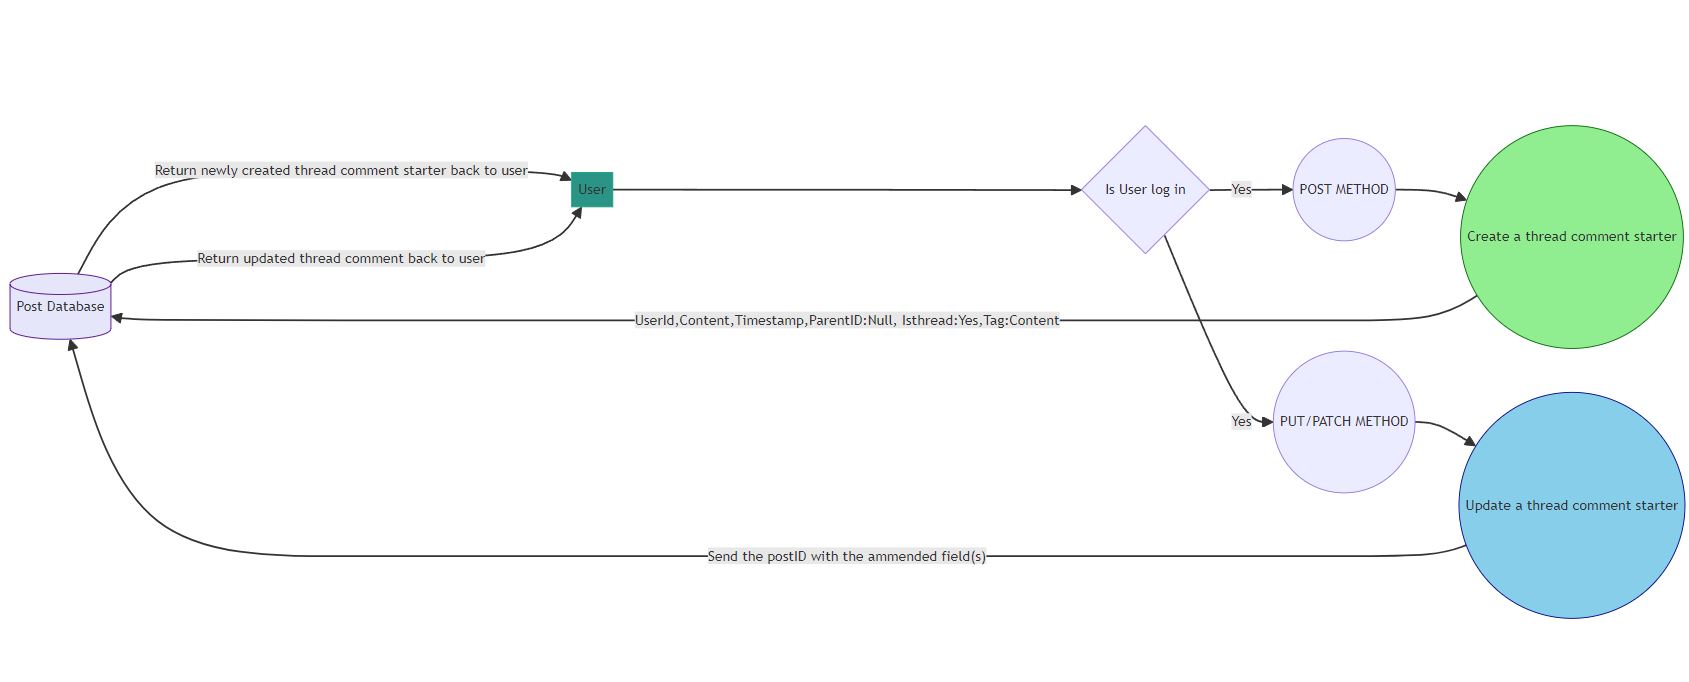 Return newly created thread comment starter back to user
User
Is User log in
Yes
POST METHOD
Create a thread comment starter
Return updated thread comment back to user
Post Database
UserId,Content,Timestamp,ParentID:Null, Isthread:Yes,Tag:Content
Yes
PUT/PATCH METHOD
Update a thread comment starter
Send the postID with the ammended field(s)